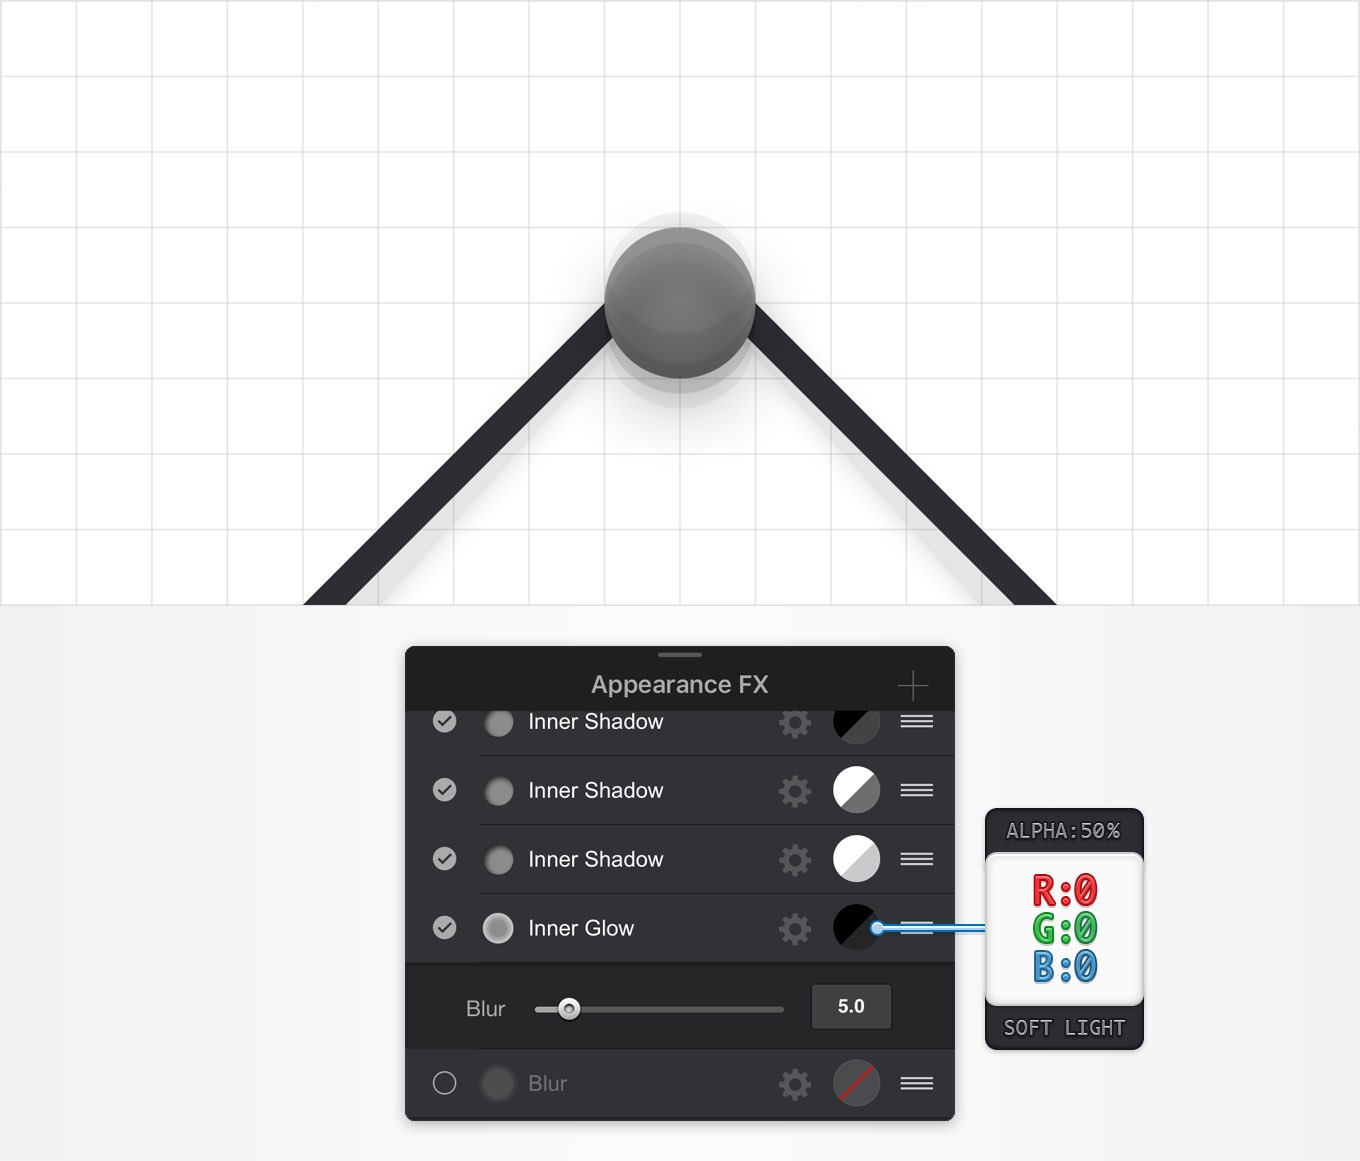 Appearance FX
Inner Shadow
Inner Shadow
Inner Shadow
Inner Glow
Blur 5.0
Blur
ALPHA:50%
R:0
G:0
B:0
SOFT LIGHT